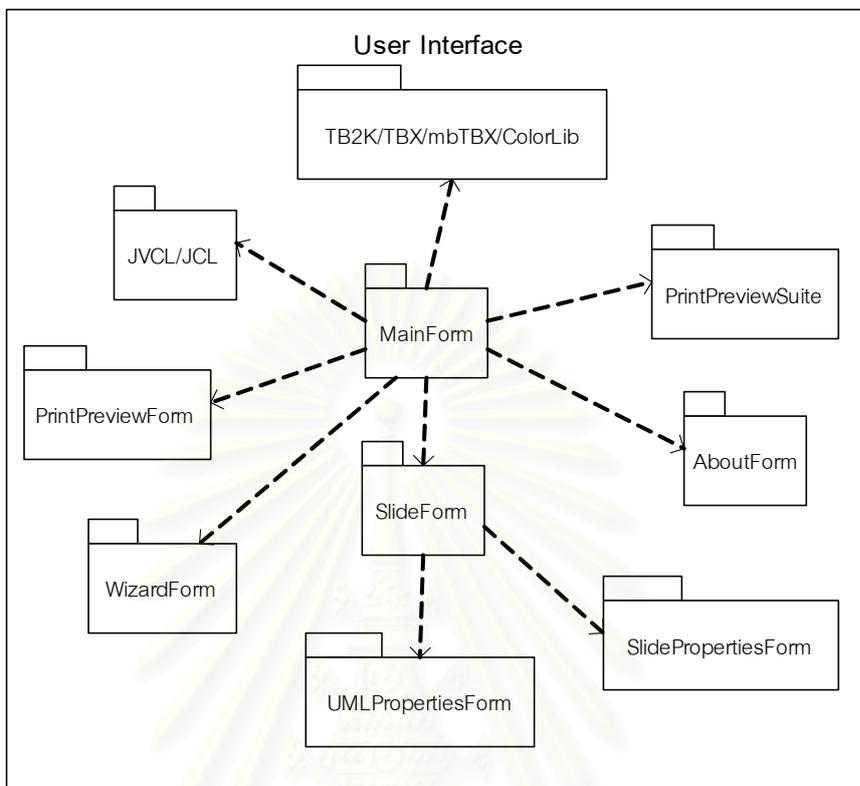 User Interface
TB2K/TBX/mbTBX/ColorLib
JVCL/JCL
PrintPreviewSuite
MainForm
PrintPreviewForm
AboutForm
SlideForm
WizardForm
SlidePropertiesForm
UMLPropertiesForm